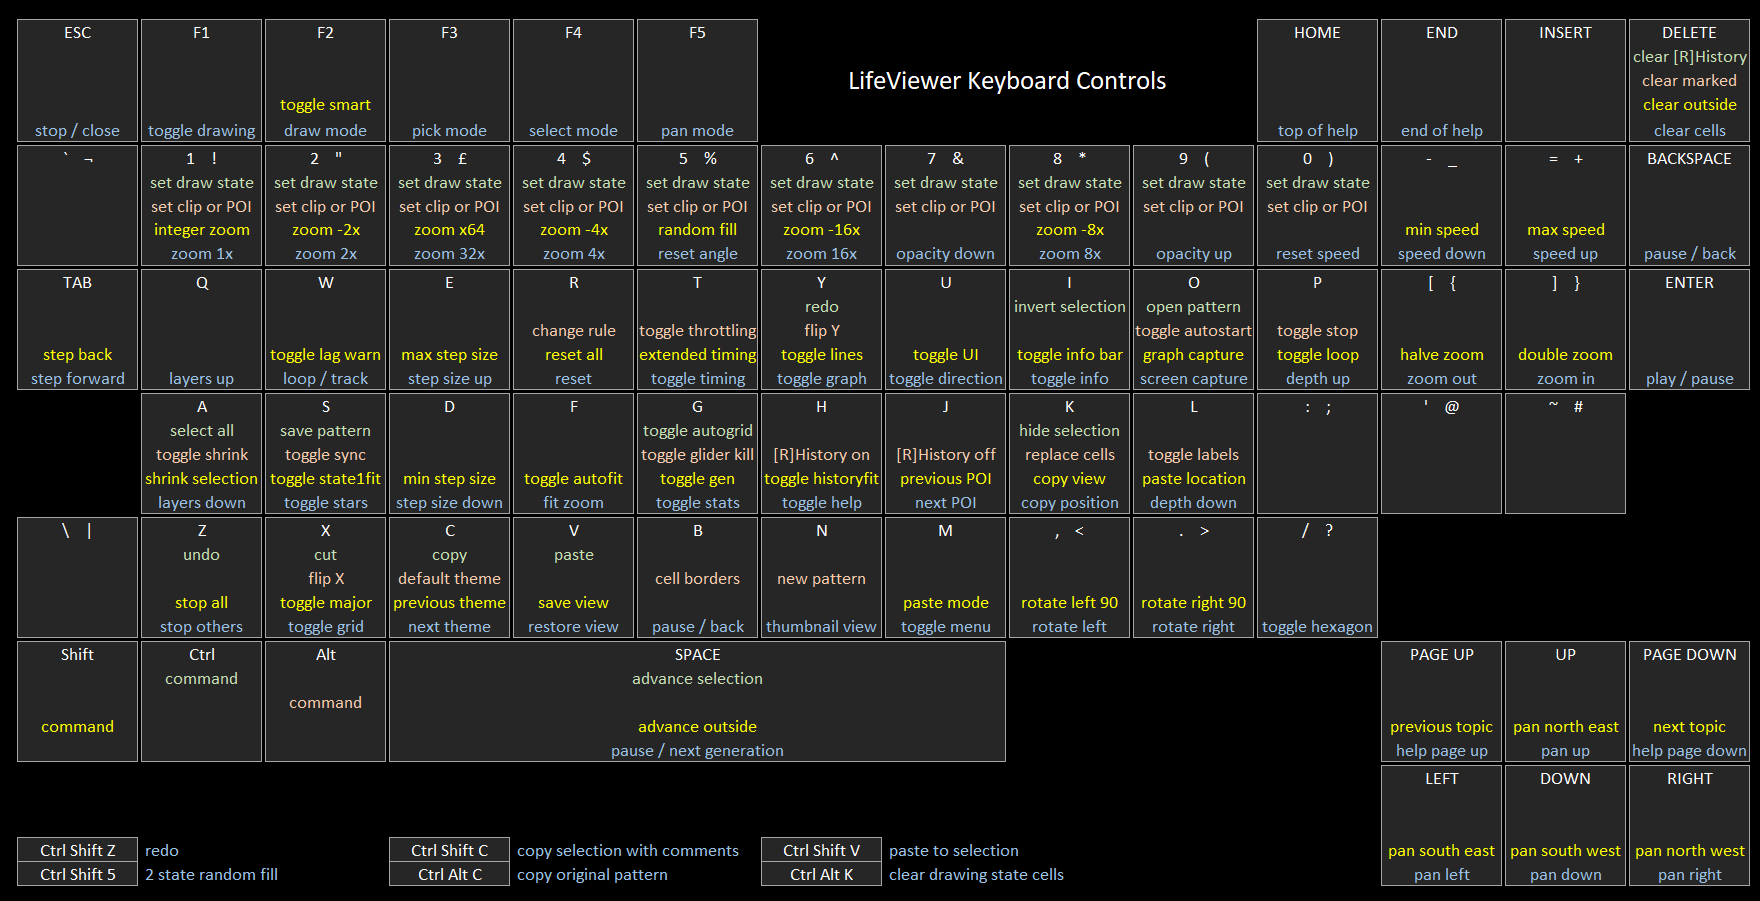 ESC
stop / close
F1
toggle drawing
F2
toggle smart
draw mode
F3
pick mode
F4
select mode
F5
pan mode
LifeViewer Keyboard Controls
HOME
top of help
END
end of help
INSERT
DELETE
clear [R]History
clear marked
clear outside
clear cells
` ¬
1 !
set draw state
set clip or POI
integer zoom
zoom 1x
2 "
set draw state
set clip or POI
zoom -2x
zoom 2x
3 £
set draw state
set clip or POI
zoom x64
zoom 32x
4 $
set draw state
set clip or POI
zoom -4x
zoom 4x
5 %
set draw state
set clip or POI
random fill
reset angle
6 ^
set draw state
set clip or POI
zoom -16x
zoom 16x
7 &
set draw state
set clip or POI
opacity down
8 *
set draw state
set clip or POI
zoom -8x
zoom 8x
9 (
set draw state
set clip or POI
opacity up
0 )
set draw state
set clip or POI
reset speed
- _
min speed
speed down
= +
max speed
speed up
BACKSPACE
pause / back
TAB
step back
step forward
Q
layers up
W
toggle lag warn
loop / track
E
max step size
step size up
R
change rule
reset all
reset
T
toggle throttling
extended timing
toggle timing
Y
redo
flip Y
toggle lines
toggle graph
U
toggle UI
toggle direction
I
invert selection
toggle info bar
toggle info
O
open pattern
toggle autostart
graph capture
screen capture
P
toggle stop
toggle loop
depth up
[ {
halve zoom
zoom out
] }
double zoom
zoom in
ENTER
play / pause
A
select all
toggle shrink
shrink selection
layers down
S
save pattern
toggle sync
toggle state1fit
toggle stars
D
min step size
step size down
F
toggle autofit
fit zoom
G
toggle autogrid
toggle glider kill
toggle gen
toggle stats
H
[R]History on
toggle historyfit
toggle help
J
[R]History off
previous POI
next POI
K
hide selection
replace cells
copy view
copy position
L
toggle labels
paste location
depth down
: ;
' @
~ #
\ |
Z
undo
stop all
stop others
X
cut
flip X
toggle major
toggle grid
C
copy
default theme
previous theme
next theme
V
paste
save view
restore view
B
cell borders
pause / back
N
new pattern
thumbnail view
M
paste mode
toggle menu
, <
rotate left 90
rotate left
. >
rotate right 90
rotate right
/ ?
toggle hexagon
Shift
command
Ctrl
command
Alt
command
SPACE
advance selection
advance outside
pause / next generation
PAGE UP
previous topic
help page up
UP
pan north east
pan up
PAGE DOWN
next topic
help page down
LEFT
pan south east
pan left
DOWN
pan south west
pan down
RIGHT
pan north west
pan right
Ctrl Shift Z redo
Ctrl Shift 5 2 state random fill
Ctrl Shift C copy selection with comments
Ctrl Alt C copy original pattern
Ctrl Shift V paste to selection
Ctrl Alt K clear drawing state cells